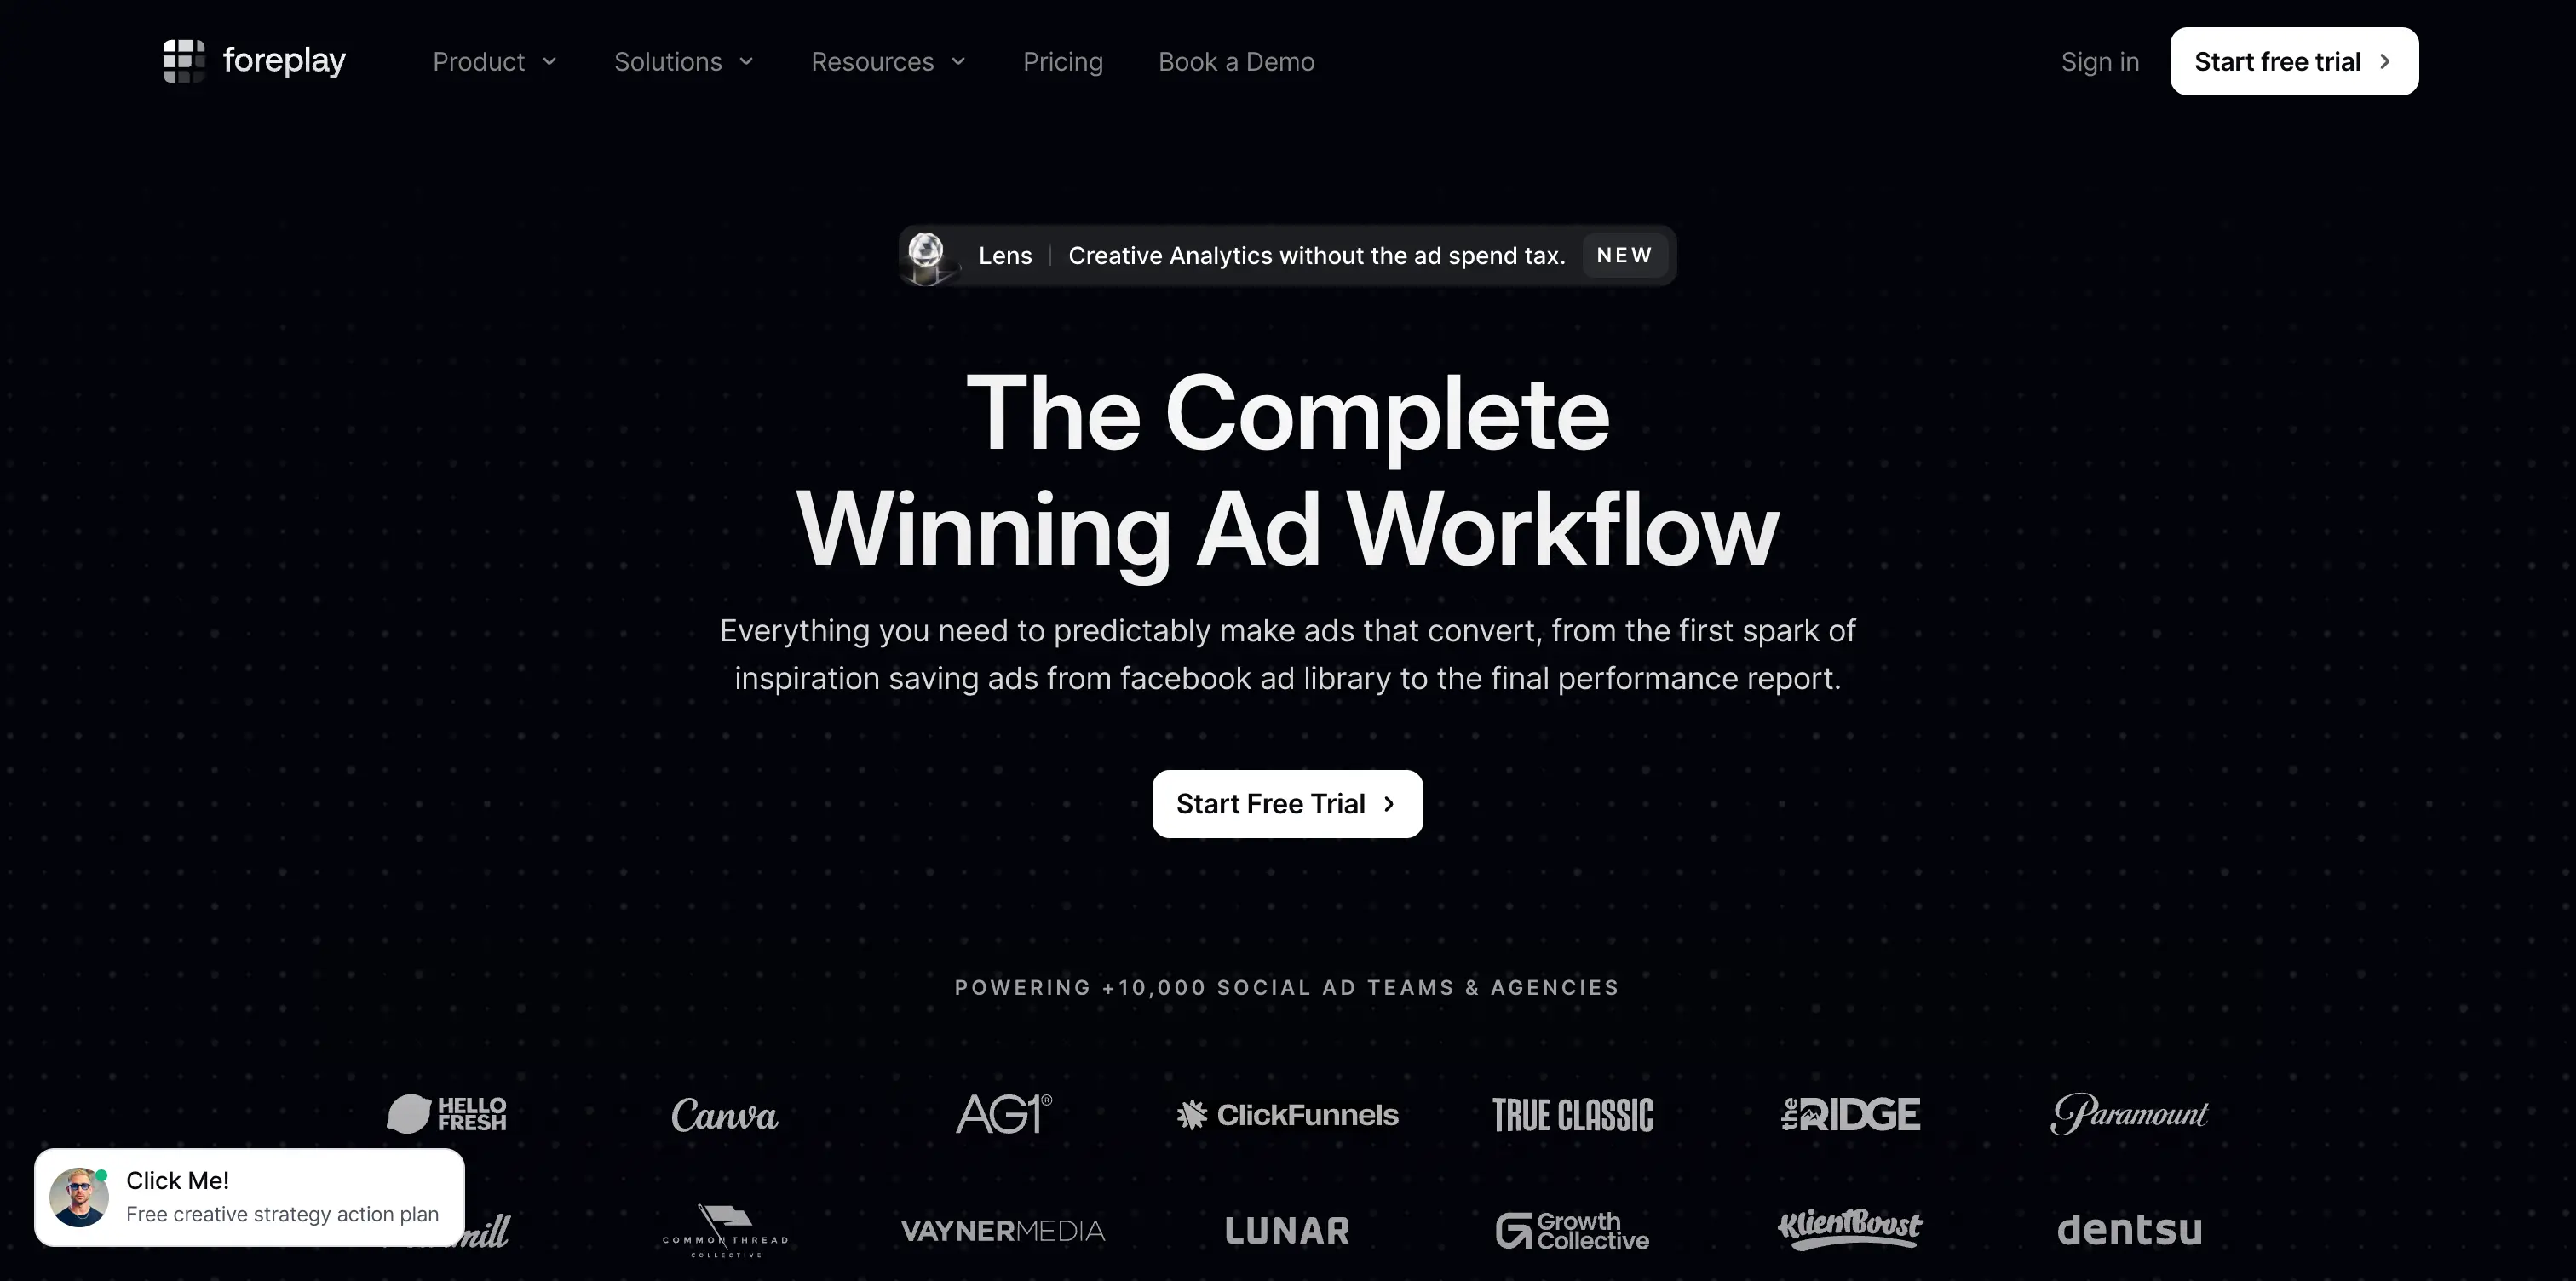 foreplay
Product
Solutions
Resources
Pricing
Book a Demo
Sign in
Start free trial
Lens
Creative Analytics without the ad spend tax.
NEW
The Complete
Winning Ad Workflow
Everything you need to predictably make ads that convert, from the first spark of
inspiration saving ads from facebook ad library to the final performance report.
Start Free Trial
POWERING +10,000 SOCIAL AD TEAMS & AGENCIES
HELLO
FRESH
Canva
AG1®
ClickFunnels
TRUE CLASSIC
the RIDGE
Paramount
Click Me!
Free creative strategy action plan
COMMON THREAD
COLLECTIVE
VAYNERMEDIA
LUNAR
Growth
Collective
KlientBoost
dentsu